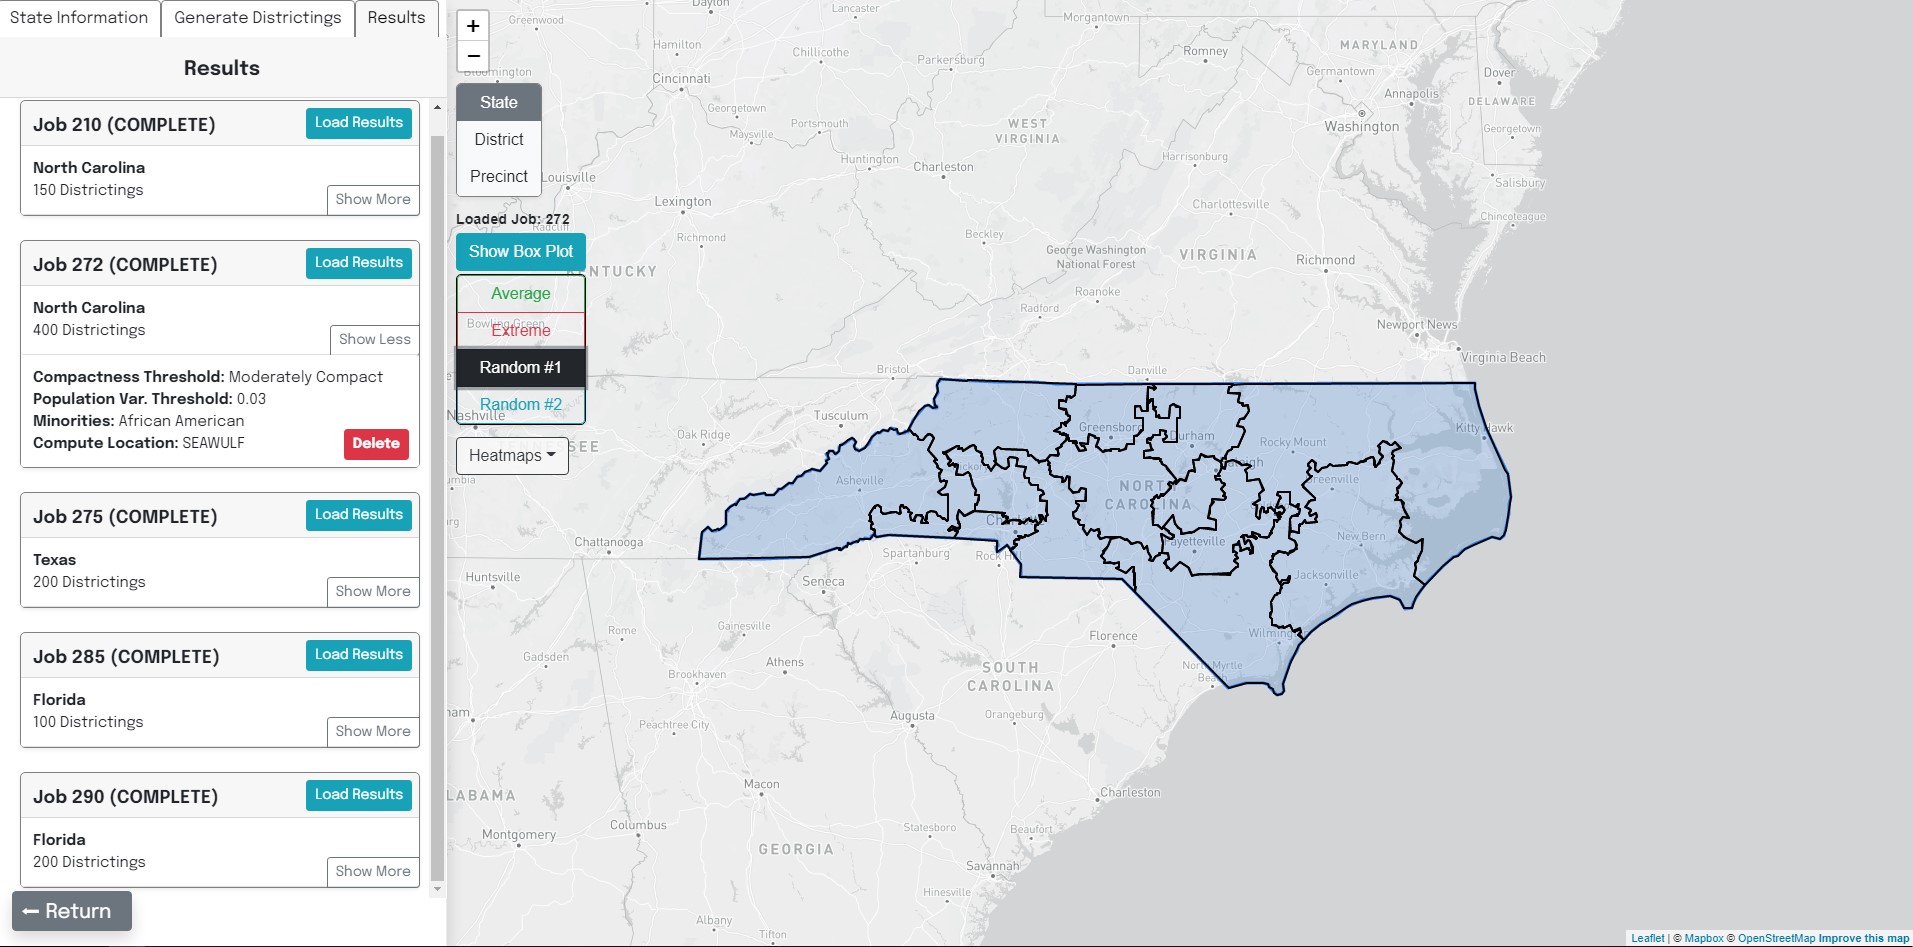 State Information
Generate Districtings
Results
Results
Job 210 (COMPLETE)
Load Results
North Carolina
150 Districtings
Show More
Job 272 (COMPLETE)
Load Results
North Carolina
400 Districtings
Show Less
Compactness Threshold: Moderately Compact
Population Var. Threshold: 0.03
Minorities: African American
Compute Location: SEAWULF
Delete
Job 275 (COMPLETE)
Load Results
Texas
200 Districtings
Show More
Job 285 (COMPLETE)
Load Results
Florida
100 Districtings
Show More
Job 290 (COMPLETE)
Load Results
Florida
200 Districtings
Show More
Return
+
−
State
District
Precinct
Loaded Job: 272
Show Box Plot
Average
Extreme
Random #1
Random #2
Heatmaps
Dayton
Lancaster
Morgantown
Greenwood
Hamilton
Chillicothe
Parkersburg
Romney
MARYLAND
Germantown
Dover
Bloomington
Cincinnati
Annapolis
DELAWARE
Georgetown
Portsmouth
WEST
VIRGINIA
Washington
Georgetown
Maysville
Huntington
Charleston
Harrisonburg
Louisville
Salisbury
Lexington
Charlottesville
Chincoteague
Radcliff
Richmond
Beckley
George Washington
National Forest
VIRGINIA
Richmond
KENTUCKY
Roanoke
Radford
Bowling Green
Newport News
Virginia Beach
Bristol
Danville
Nashville
Tusculum
Oak Ridge
TENNESSEE
Greensboro
Durham
Rocky Mount
Kitty Hawk
Raleigh
Hickory
Asheville
Greenville
NORTH
CAROLINA
Charlotte
Chattanooga
Spartanburg
Rock Hill
Fayetteville
New Bern
Huntsville
Seneca
Jacksonville
Rome
Gainesville
Florence
Wilmington
Gadsden
Athens
SOUTH
CAROLINA
North Myrtle
Beach
Brookhaven
Peachtree City
Augusta
Orangeburg
ALABAMA
Macon
Charleston
Montgomery
Columbus
Statesboro
Beaufort
GEORGIA
Savannah
Hinesville
Albany
Tifton
Leaflet | © Mapbox © OpenStreetMap Improve this map